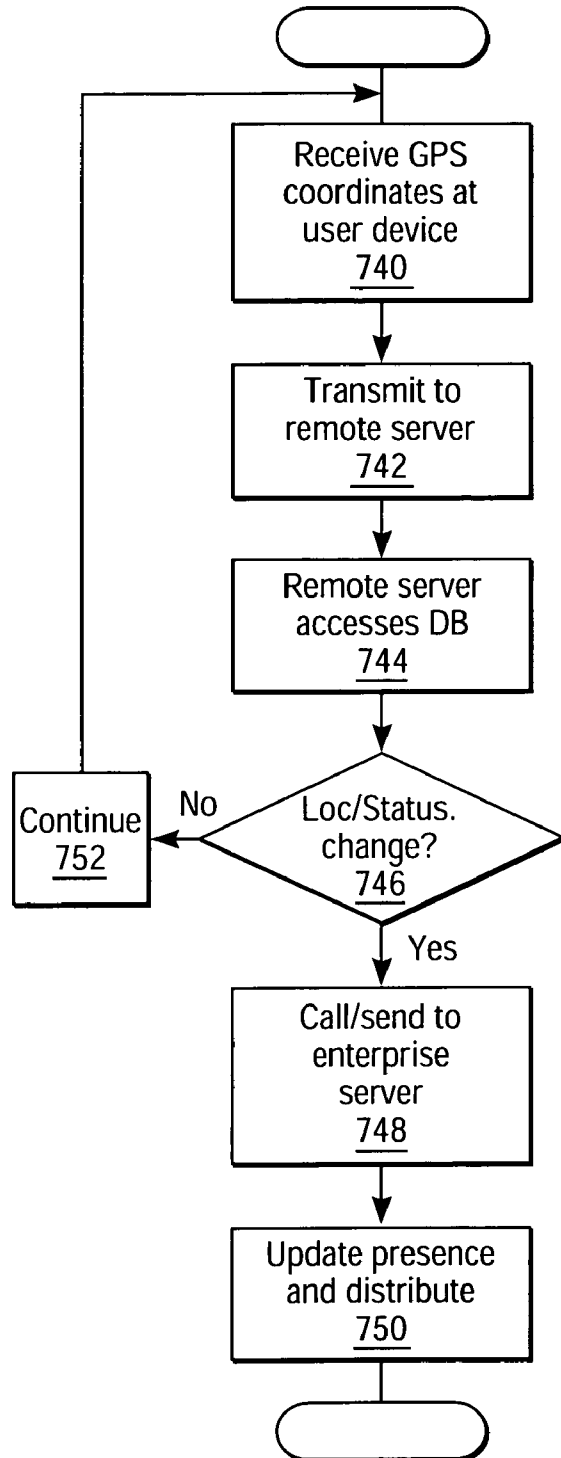 Receive GPS
coordinates at
user device
740
Transmit to
remote server
742
Remote server
accesses DB
744
Loc/Status.
change?
746
No
Continue
752
Yes
Call/send to
enterprise
server
748
Update presence
and distribute
750